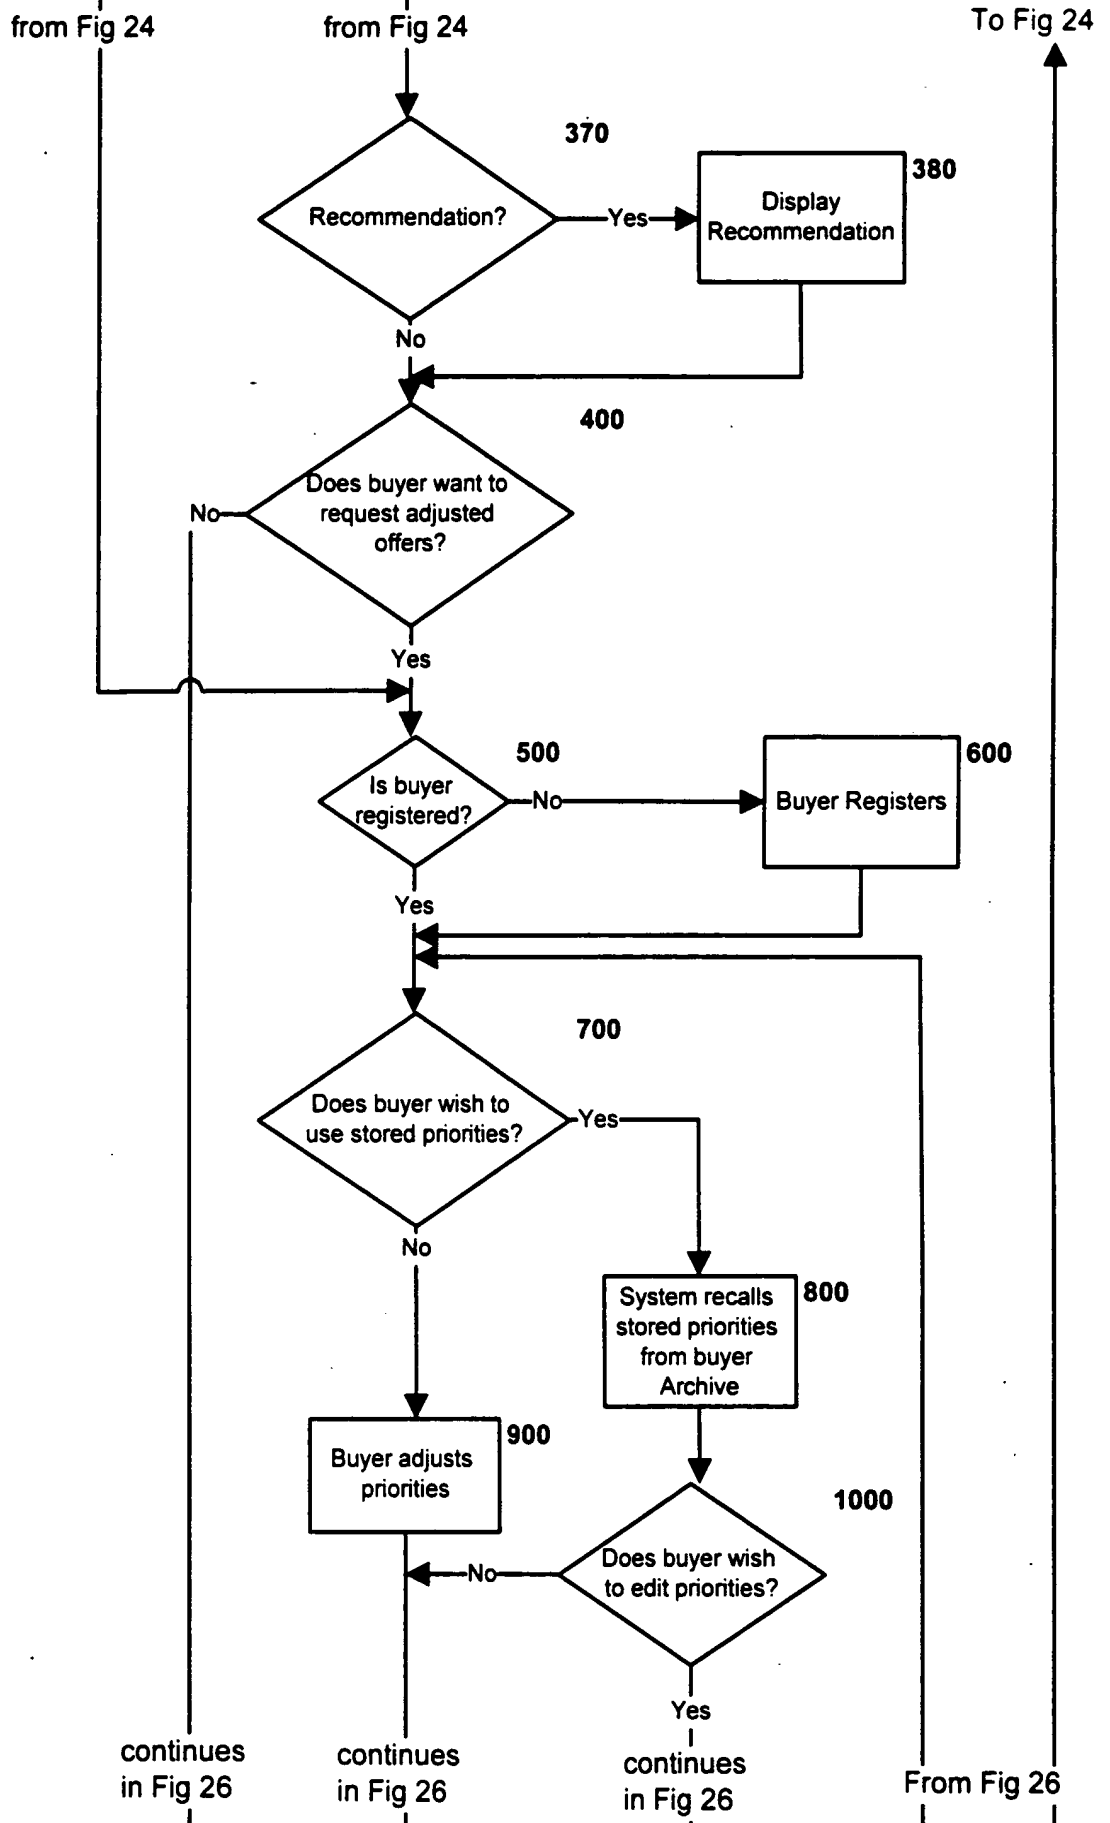 from Fig 24
from Fig 24
To Fig 24
370
Recommendation?
Yes
380
Display
Recommendation
No
400
Does buyer want to
request adjusted
offers?
No
Yes
500
Is buyer
registered?
No
600
Buyer Registers
Yes
700
Does buyer wish to
use stored priorities?
Yes
No
800
System recalls
stored priorities
from buyer
Archive
900
Buyer adjusts
priorities
1000
Does buyer wish
to edit priorities?
No
Yes
continues
in Fig 26
continues
in Fig 26
continues
in Fig 26
From Fig 26